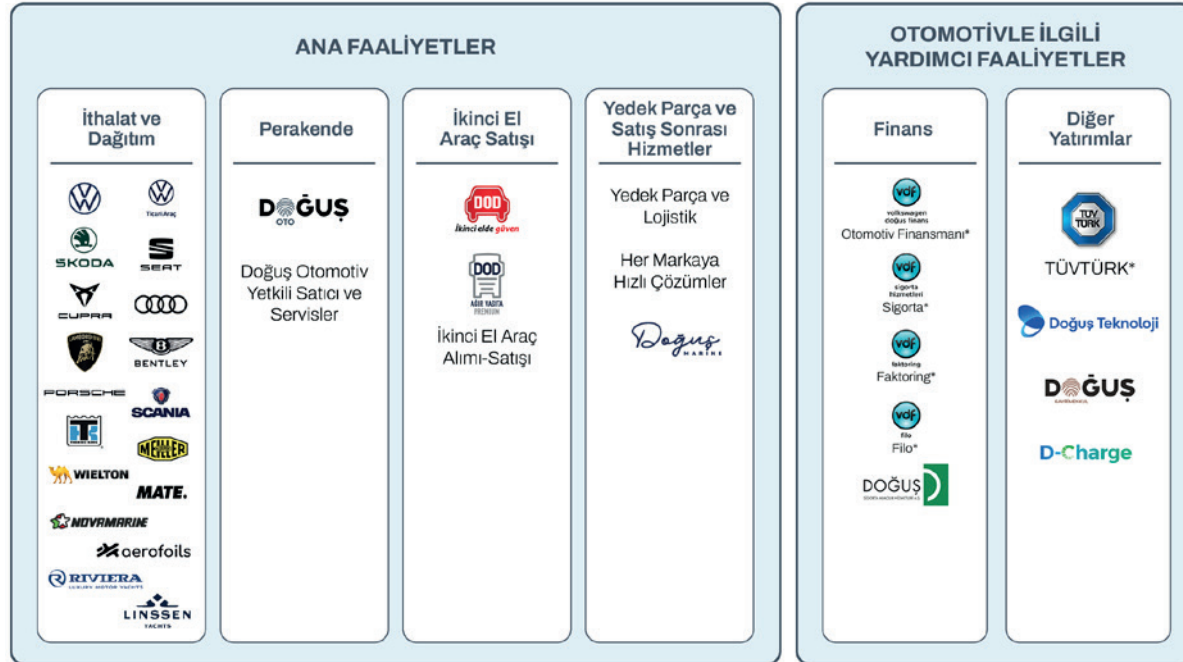 ANA FAALİYETLER
İthalat ve
Dağıtım
Ticari Araç
SKODA
SEAT
CUPRA
BENTLEY
PORSCHE
SCANIA
MEILLER
WIELTON
MATE.
NOVAMARINE
aerofoils
RIVIERA
LUXURY MOTOR YACHTS
LINSSEN
YACHTS
Perakende
DOĞUŞ
OTO
Doğuş Otomotiv
Yetkili Satıcı ve
Servisler
İkinci El
Araç Satışı
DOD
İkinci elde güven
DOD
AĞIR VASITA
PREMIUM
İkinci El Araç
Alımı-Satışı
Yedek Parça ve
Satış Sonrası
Hizmetler
Yedek Parça ve
Lojistik
Her Markaya
Hızlı Çözümler
Doğuş
MARINE
OTOMOTİVLE İLGİLİ
YARDIMCI FAALİYETLER
Finans
vdf
volkswagen
doğuş finans
Otomotiv Finansmanı*
vdf
sigorta
hizmetleri
Sigorta*
vdf
faktoring
Faktoring*
vdf
filo
Filo*
DOĞUŞ
Diğer
Yatırımlar
TÜV
TÜRK
TÜVTÜRK*
Doğuş Teknoloji
DOĞUŞ
D-Charge